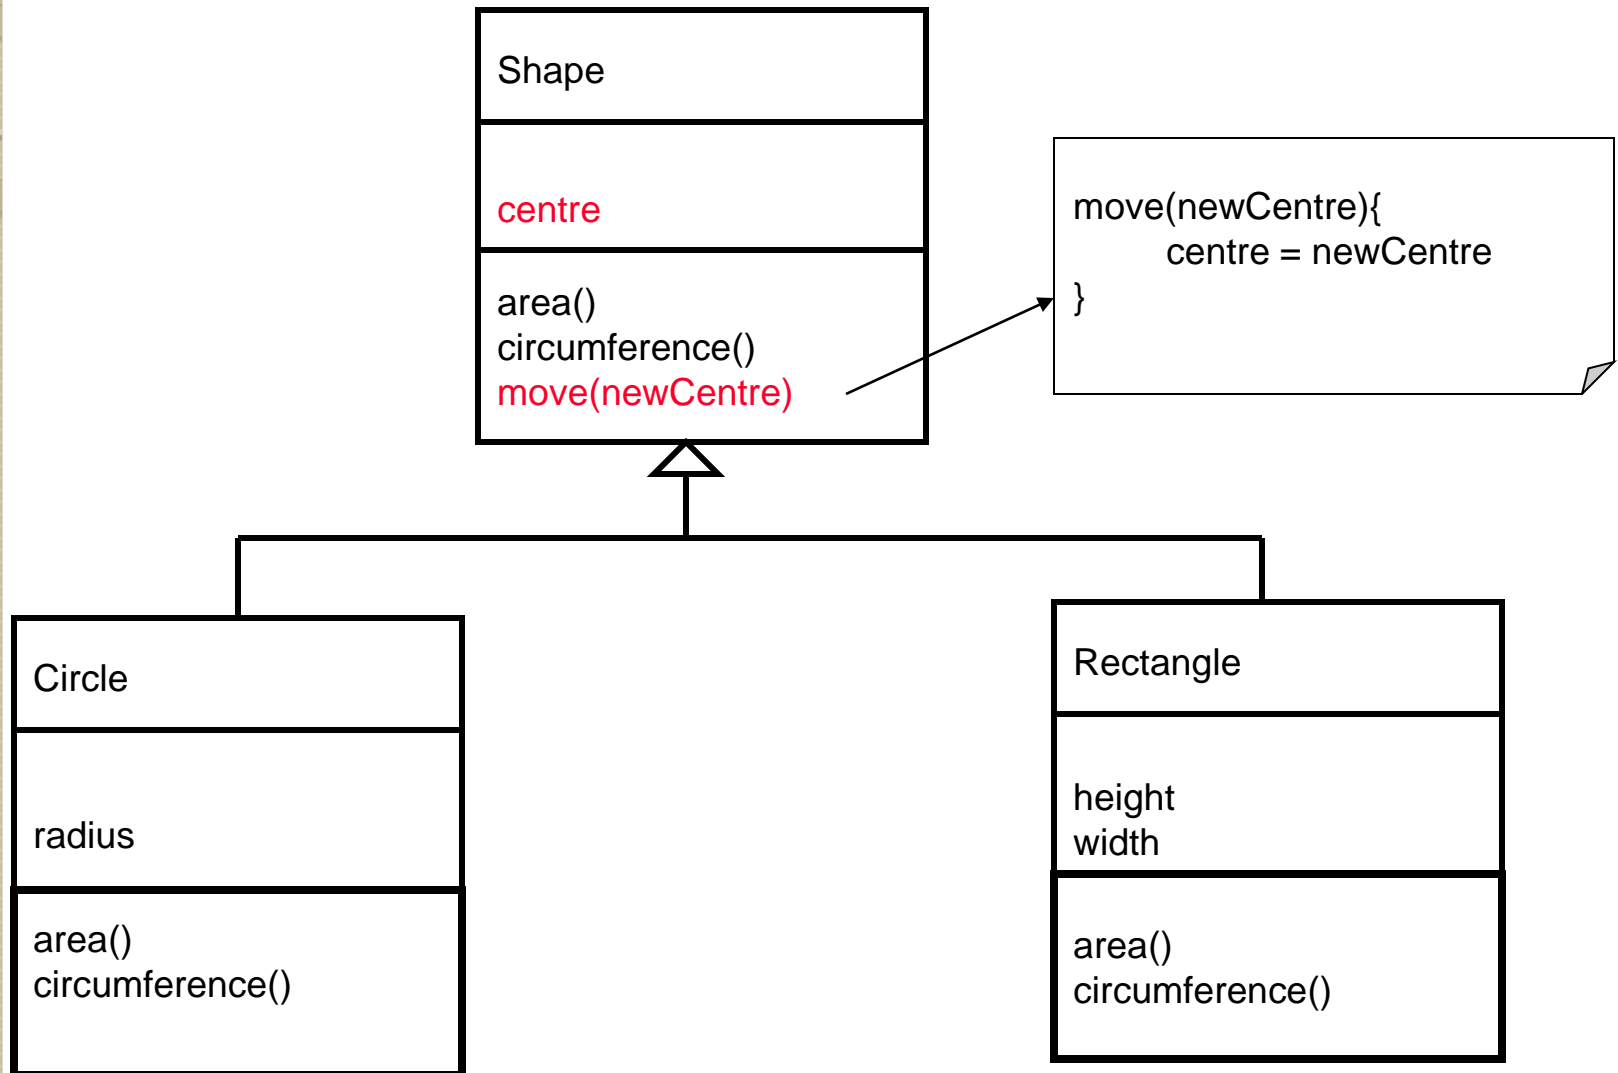 Shape
centre
area()
circumference()
move(newCentre)
move(newCentre){
centre = newCentre
}
Circle
radius
area()
circumference()
Rectangle
height
width
area()
circumference()